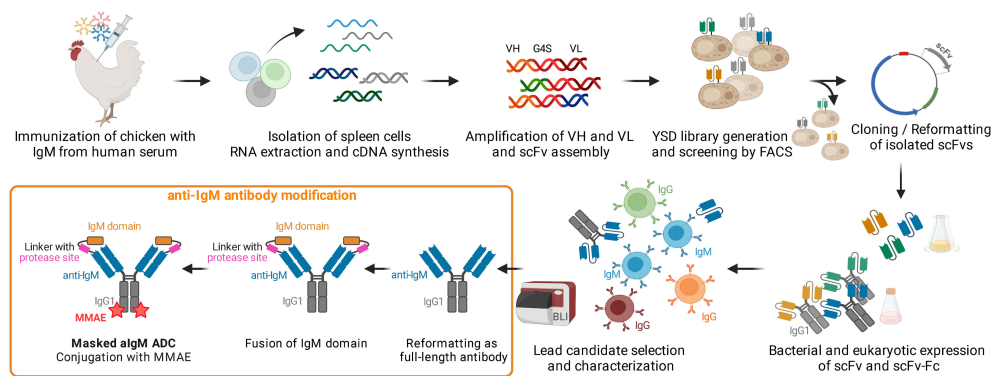 Immunization of chicken with
IgM from human serum
Isolation of spleen cells
RNA extraction and cDNA synthesis
VH G4S VL
Amplification of VH and VL
and scFv assembly
YSD library generation
and screening by FACS
scFv
Cloning / Reformatting
of isolated scFvs
anti-IgM antibody modification
IgM domain
Linker with
protease site
anti-IgM
IgG1
MMAE
Masked aIgM ADC
Conjugation with MMAE
IgM domain
Linker with
protease site
anti-IgM
IgG1
Fusion of IgM domain
anti-IgM
IgG1
Reformatting as
full-length antibody
IgG
IgM
IgM
IgG
IgG
BLI
Lead candidate selection
and characterization
IgG1
Bacterial and eukaryotic expression
of scFv and scFv-Fc